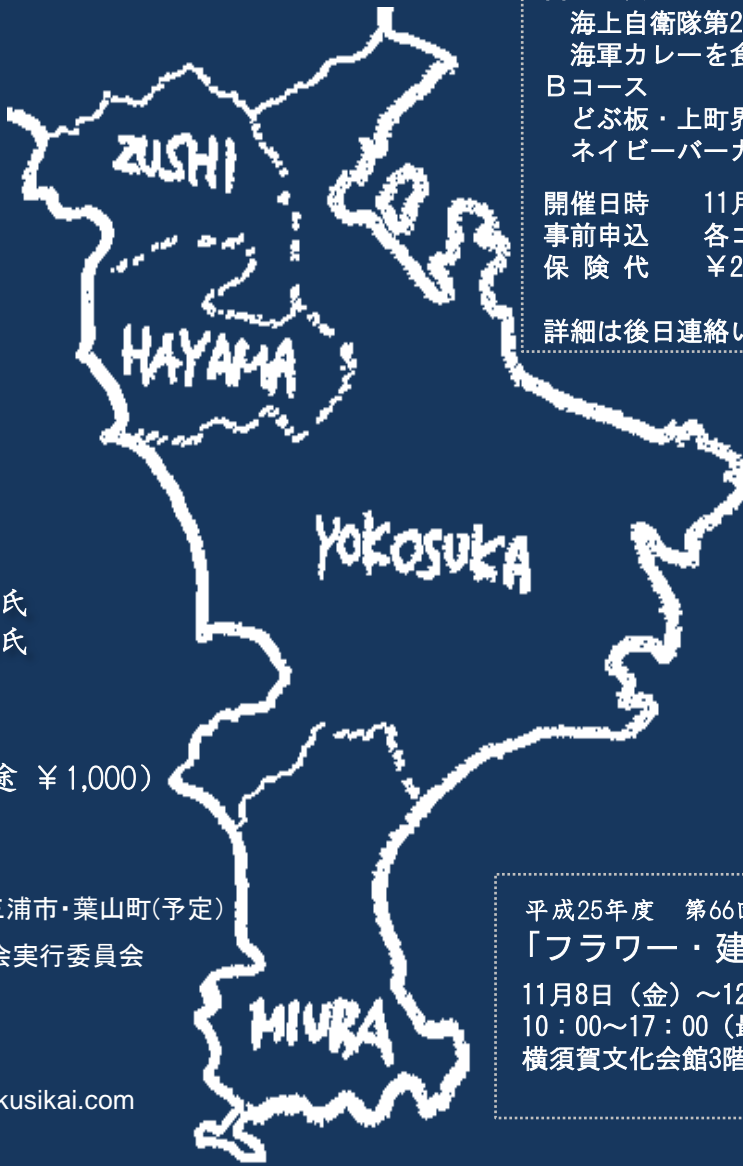 海上自衛隊第2
海軍カレーを食
Bコース
どぶ板・上町界
ネイビーバーガ
開催日時 11月
事前申込 各コ
保 険 代 ￥2
詳細は後日連絡い
ZUSHI
HAYAMA
YOKOSUKA
氏
氏
途 ￥1,000）
三浦市・葉山町(予定)
会実行委員会
MIURA
kusikai.com
平成25年度 第66回
「フラワー・建
11月8日（金）～12
10：00～17：00（最
横須賀文化会館3階